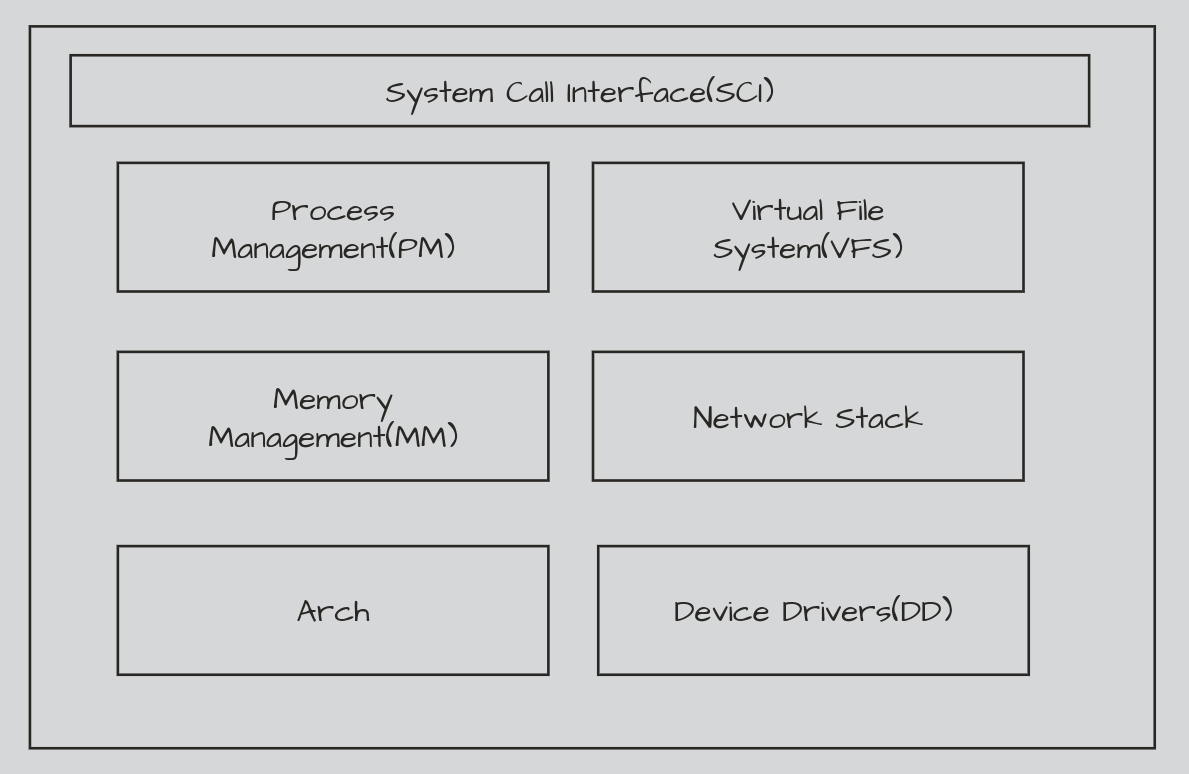 System Call Interface(SCI)
Process
Management(PM)
Virtual File
System(VFS)
Memory
Management(MM)
Network Stack
Arch
Device Drivers(DD)